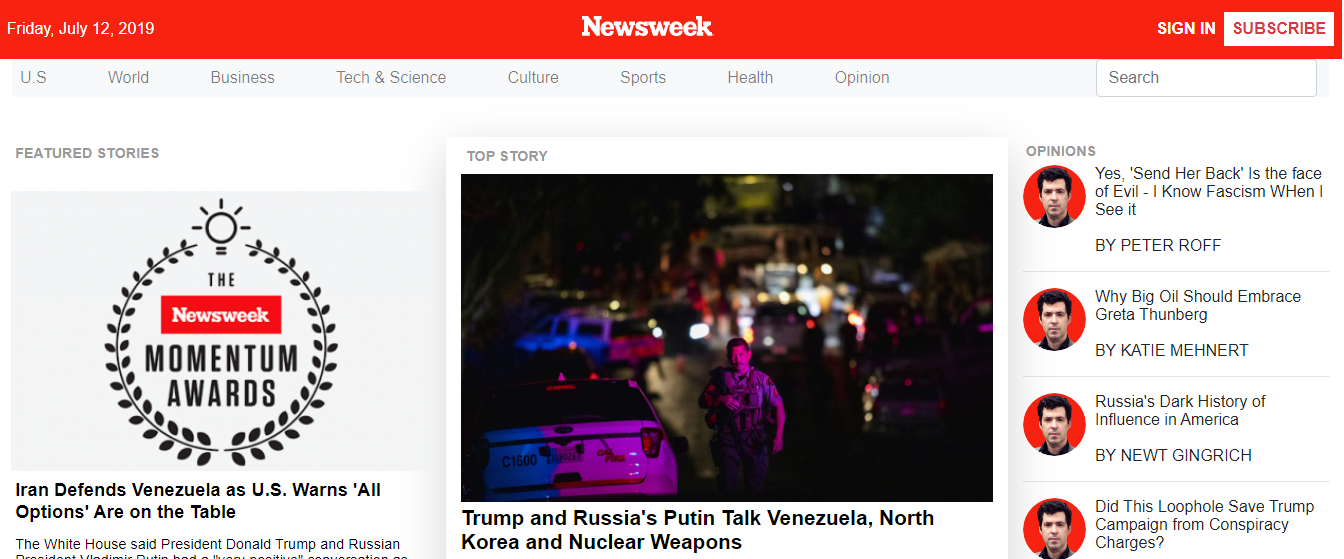 Friday, July 12, 2019
Newsweek
SIGN IN
SUBSCRIBE
U.S
World
Business
Tech & Science
Culture
Sports
Health
Opinion
Search
FEATURED STORIES
THE
Newsweek
MOMENTUM
AWARDS
Iran Defends Venezuela as U.S. Warns 'All
Options' Are on the Table
The White House said President Donald Trump and Russian
President Vladimir Putin had a "very positive" conversation as
TOP STORY
C1600
CAL FIRE
Trump and Russia's Putin Talk Venezuela, North
Korea and Nuclear Weapons
OPINIONS
Yes, 'Send Her Back' Is the face
of Evil - I Know Fascism WHen I
See it
BY PETER ROFF
Why Big Oil Should Embrace
Greta Thunberg
BY KATIE MEHNERT
Russia's Dark History of
Influence in America
BY NEWT GINGRICH
Did This Loophole Save Trump
Campaign from Conspiracy
Charges?